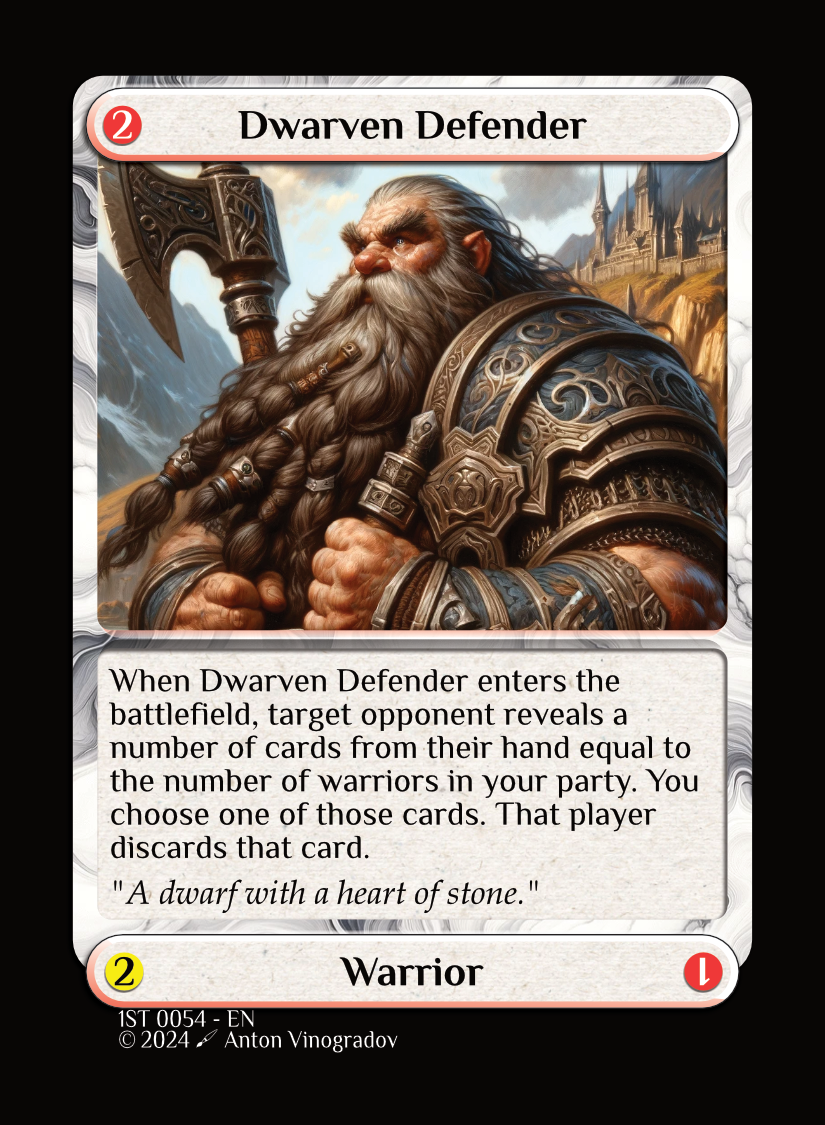 2
Dwarven Defender
When Dwarven Defender enters the
battlefield, target opponent reveals a
number of cards from their hand equal to
the number of warriors in your party. You
choose one of those cards. That player
discards that card.
"A dwarf with a heart of stone."
2
Warrior
1
1ST 0054 - EN
© 2024 Anton Vinogradov